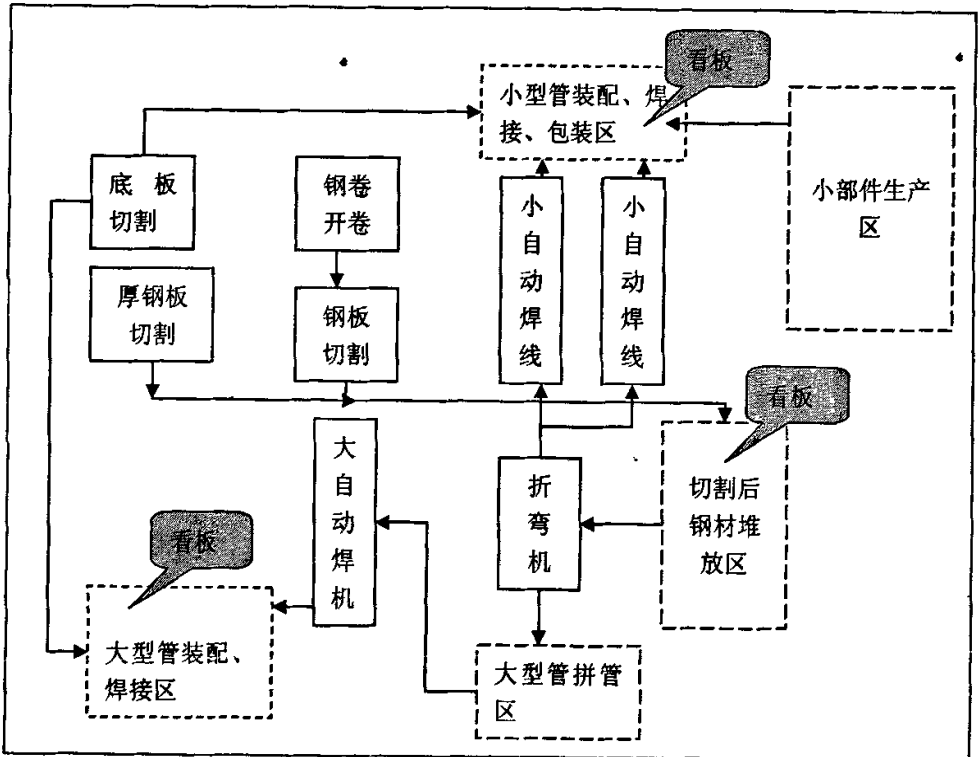 看板
小型管装配、焊
接、包装区
小部件生产
区
底 板
切割
钢卷
开卷
小自动焊线
小自动焊线
厚钢板
切割
钢板
切割
看板
切割后
钢材堆
放区
大自动焊机
折弯机
看板
大型管装配、
焊接区
大型管拼管
区